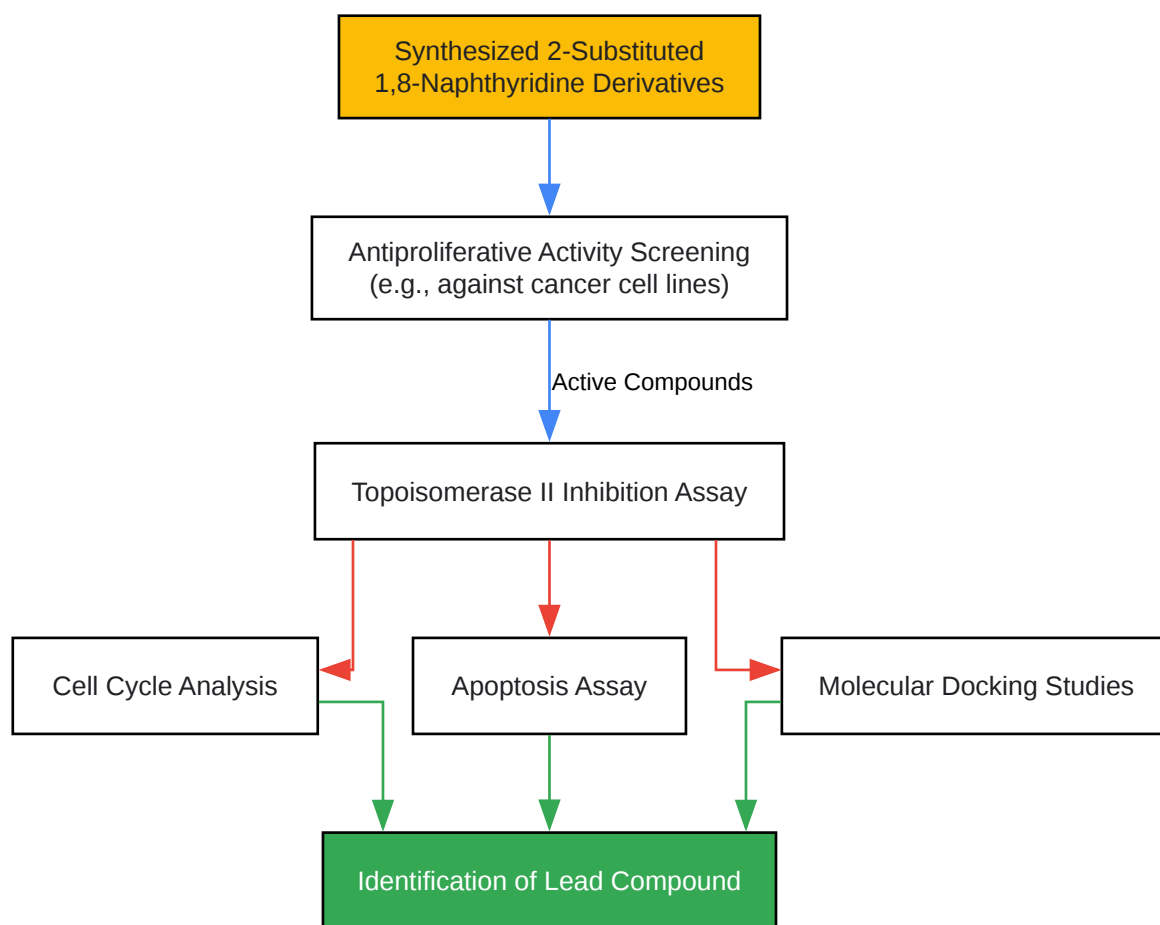 Synthesized 2-Substituted
1,8-Naphthyridine Derivatives
Antiproliferative Activity Screening
(e.g., against cancer cell lines)
Active Compounds
Topoisomerase II Inhibition Assay
Cell Cycle Analysis
Apoptosis Assay
Molecular Docking Studies
Identification of Lead Compound